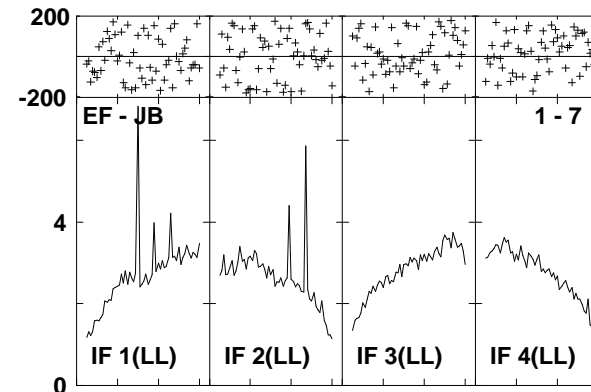 200
-200
EF - JB
1 - 7
4
IF 1(LL)
IF 2(LL)
IF 3(LL)
IF 4(LL)
0